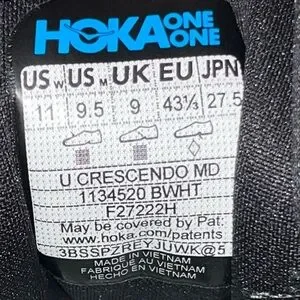 HOKA ONE ONE
US W US M UK EU JPN
11 9.5 9 43⅓ 27.5
U CRESCENDO MD
1134520 BWHT
F27222H
May be covered by Pat:
www.hoka.com/patents
3BSSPZREYJUWK@5
MADE IN VIETNAM
FABRIQUÉ AU VIETNAM
HECHO EN VIETNAM